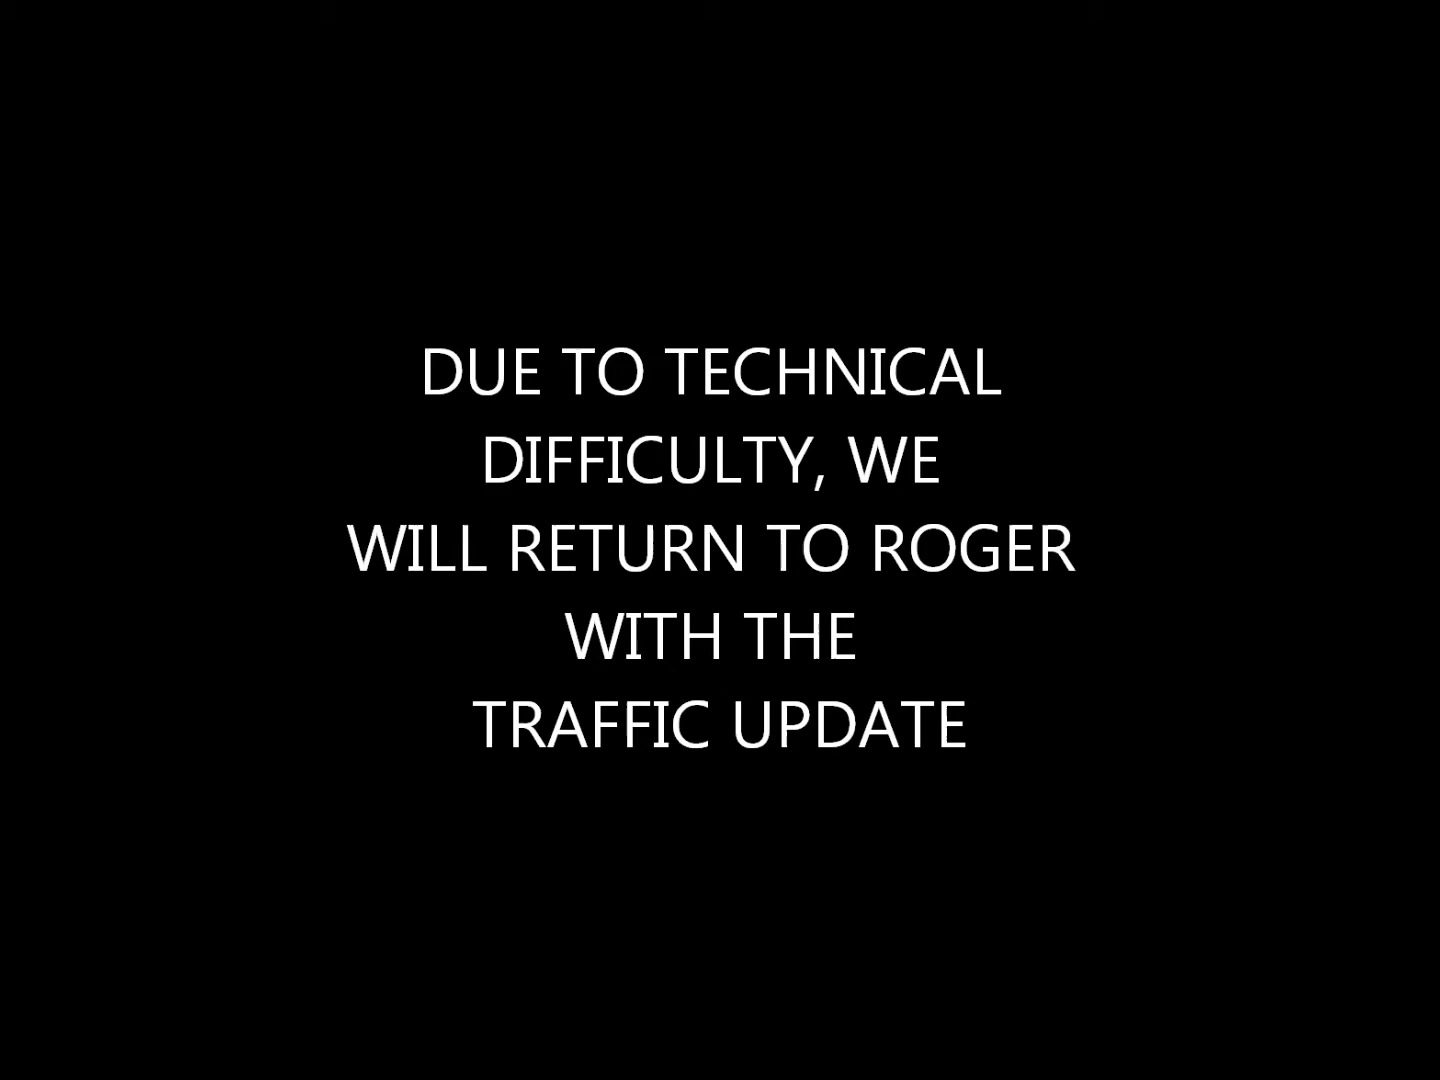 DUE TO TECHNICAL
DIFFICULTY, WE
WILL RETURN TO ROGER
WITH THE
TRAFFIC UPDATE